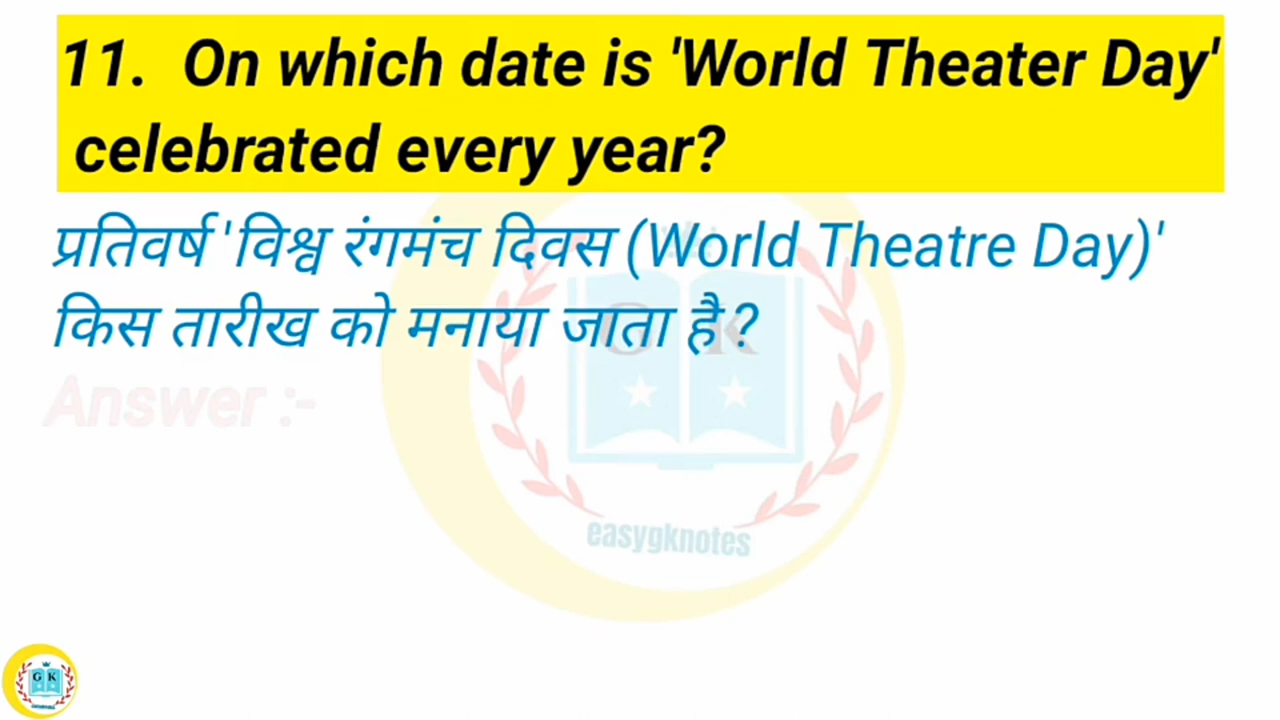 11. On which date is 'World Theater Day'
celebrated every year?
प्रतिवर्ष 'विश्व रंगमंच दिवस (World Theatre Day)'
किस तारीख को मनाया जाता है ?
Answer :-
G K
easygknotes
G K
easygknotes